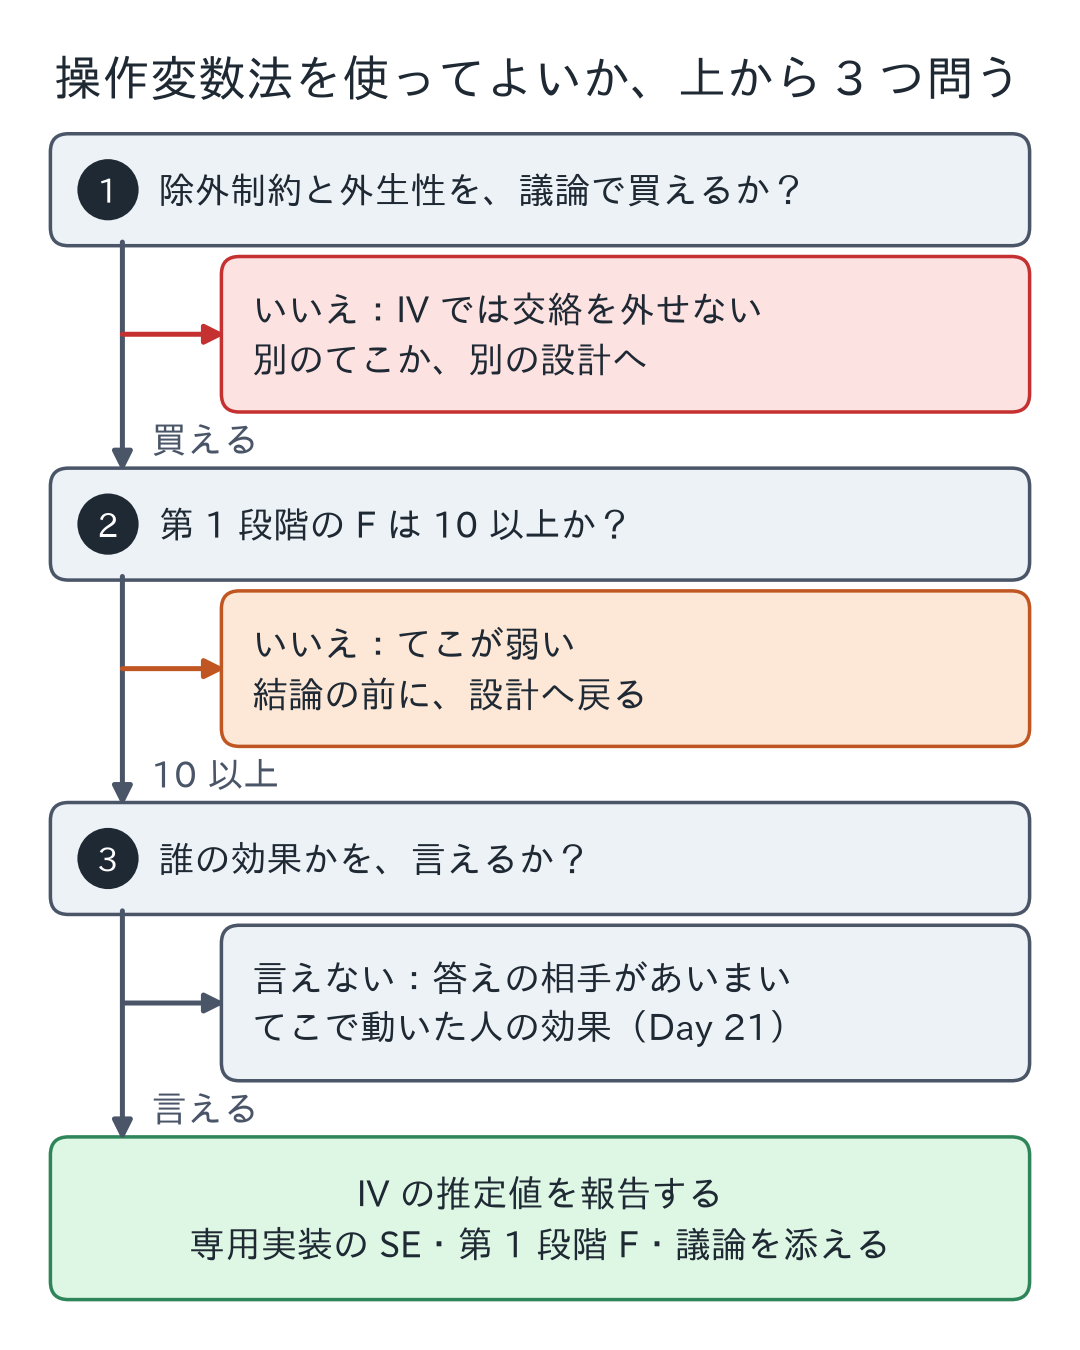 操作変数法を使ってよいか、上から 3 つ問う
1 除外制約と外生性を、議論で買えるか？
いいえ：IV では交絡を外せない
別のてこか、別の設計へ
買える
2 第 1 段階の F は 10 以上か？
いいえ：てこが弱い
結論の前に、設計へ戻る
10 以上
3 誰の効果かを、言えるか？
言えない：答えの相手があいまい
てこで動いた人の効果（Day 21）
言える
IV の推定値を報告する
専用実装の SE・第 1 段階 F・議論を添える